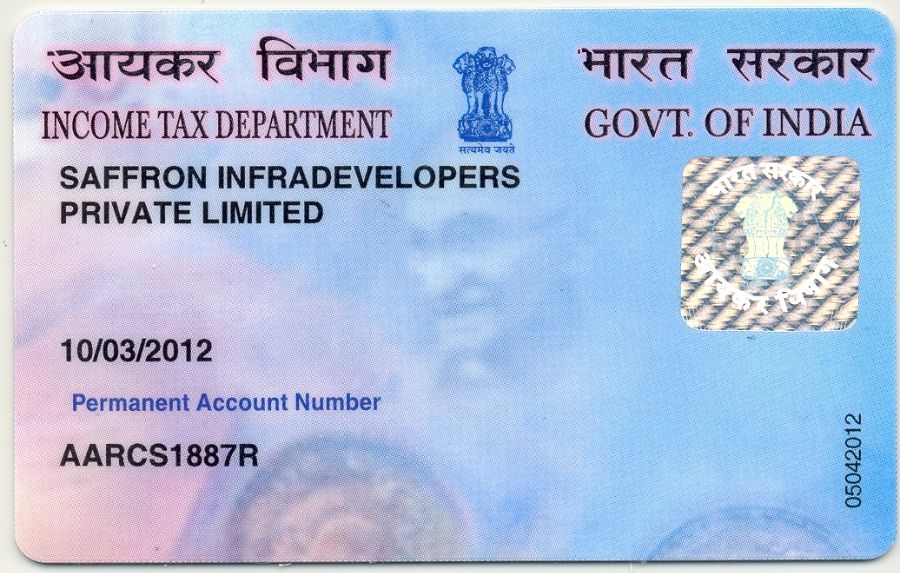 आयकर विभाग भारत सरकार
INCOME TAX DEPARTMENT GOVT. OF INDIA
सत्यमेव जयते
SAFFRON INFRADEVELOPERS
PRIVATE LIMITED
भारत सरकार
आयकर विभाग
10/03/2012
Permanent Account Number
AARCS1887R
05042012